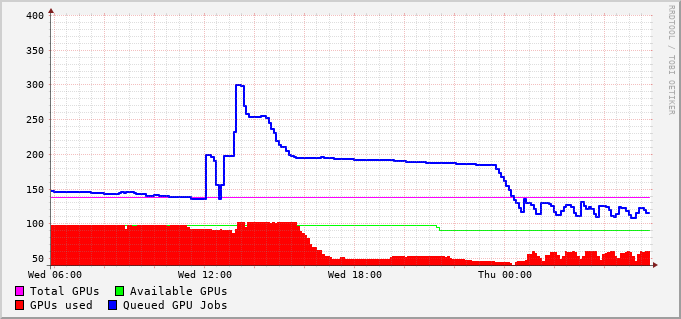 400
350
300
250
200
150
100
50
Wed 06:00 Wed 12:00 Wed 18:00 Thu 00:00
Total GPUs Available GPUs
GPUs used Queued GPU Jobs
RRDTOOL / TOBI OETIKER